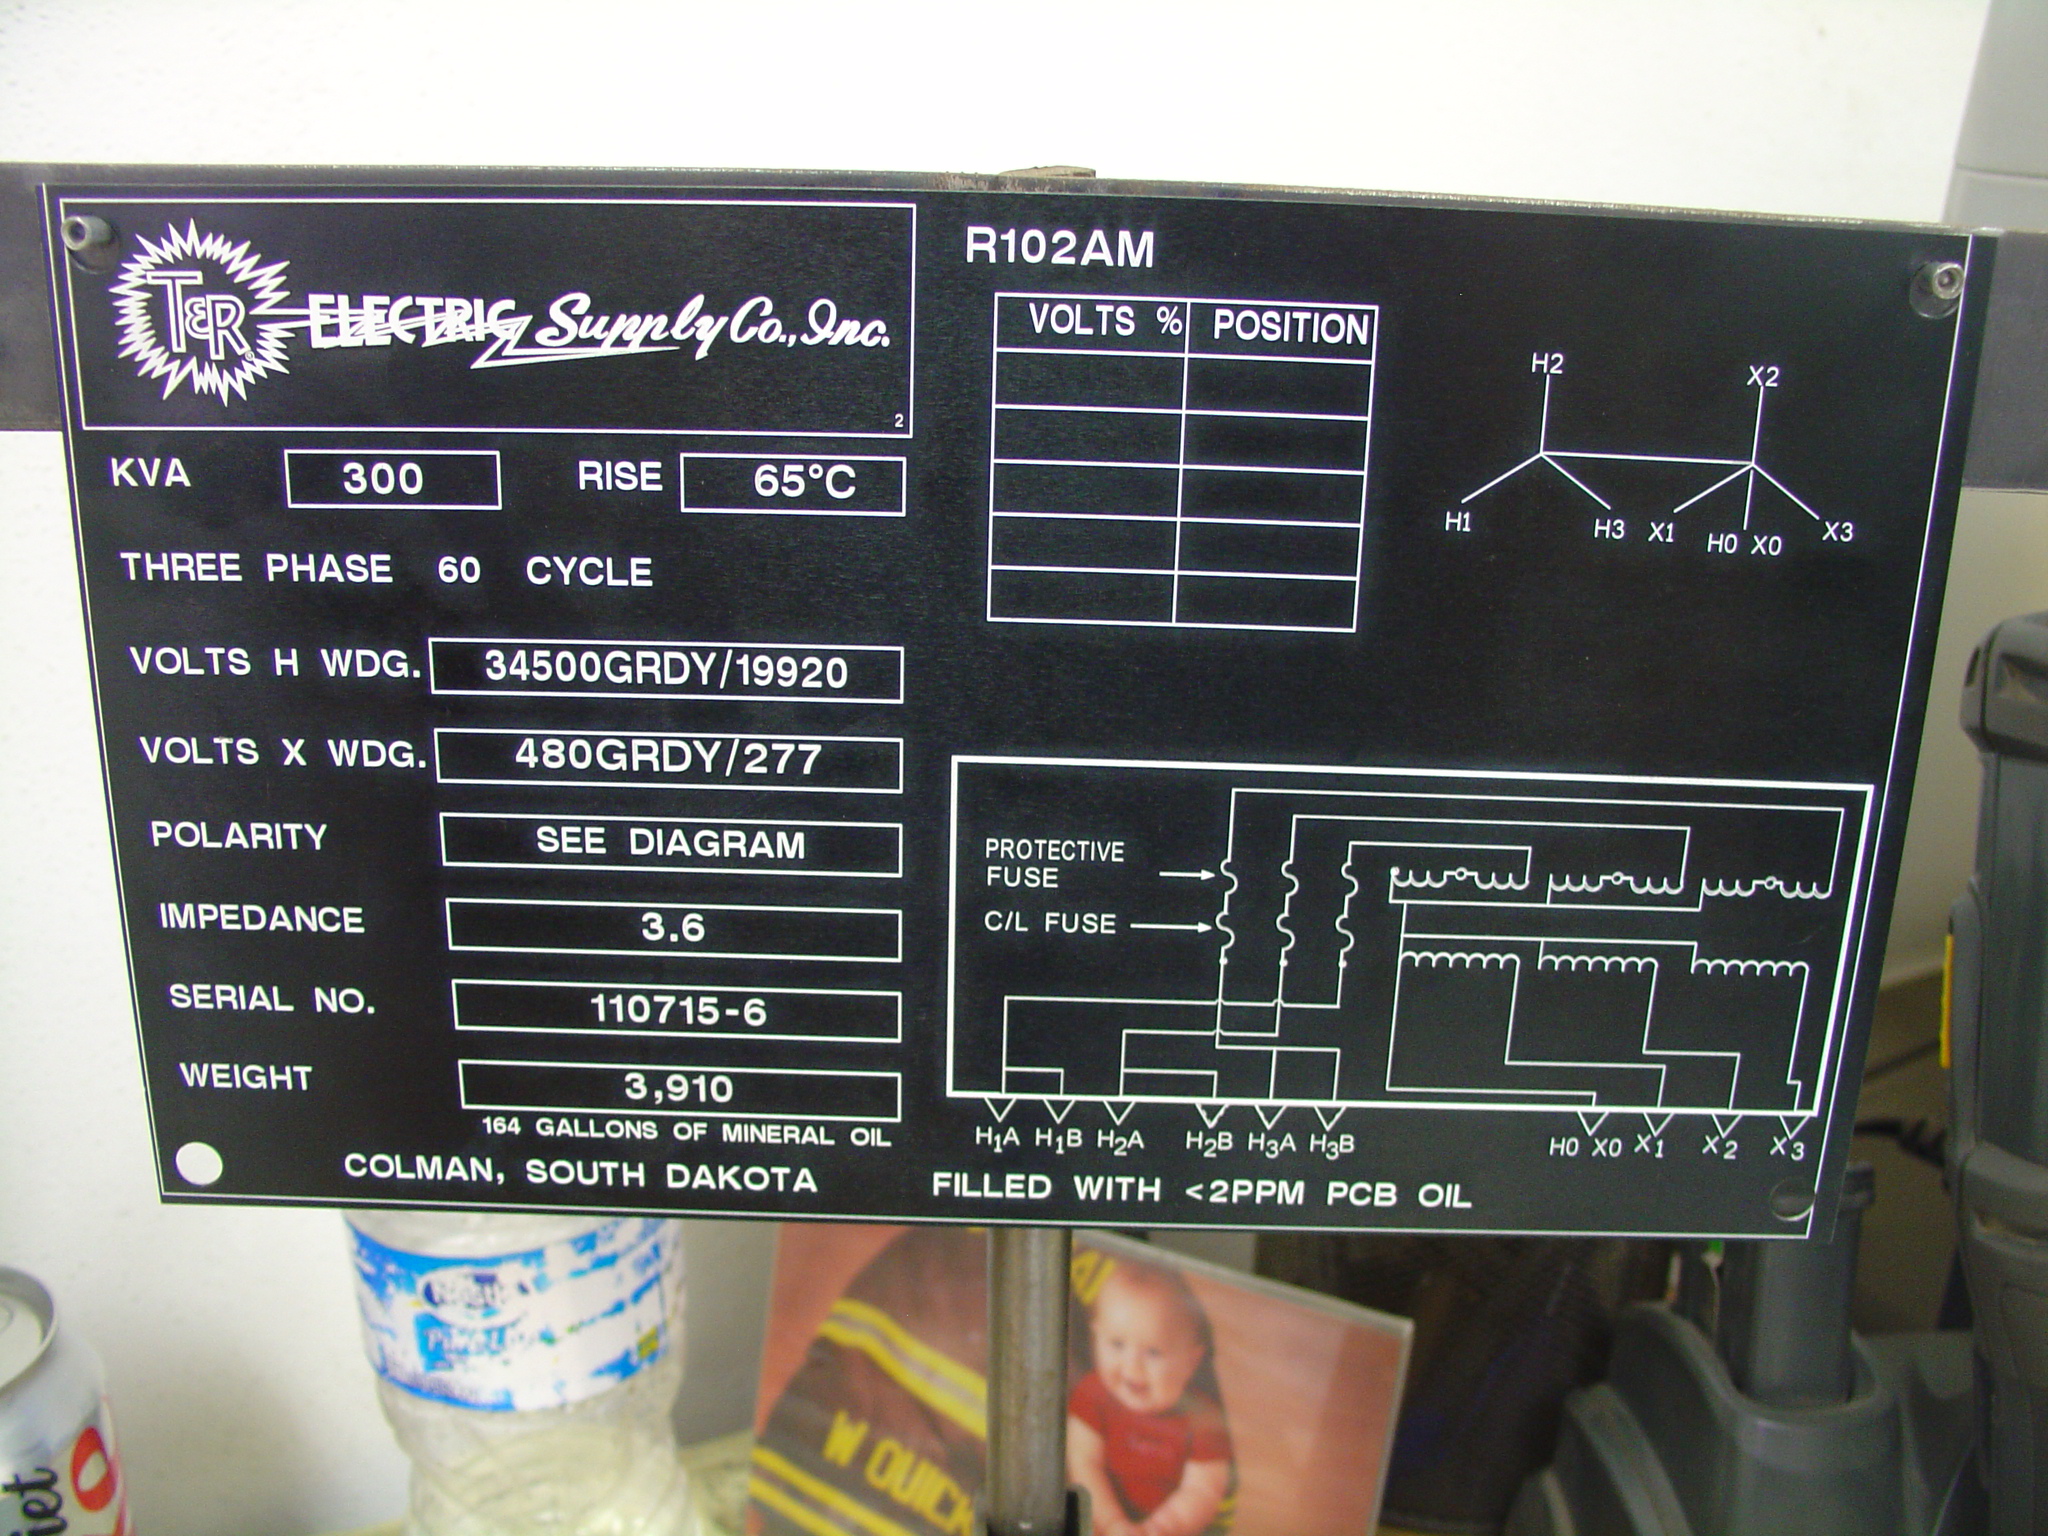 T&R® ELECTRIC Supply Co., Inc.
2
KVA 300 RISE 65°C
THREE PHASE 60 CYCLE
VOLTS H WDG. 34500GRDY/19920
VOLTS X WDG. 480GRDY/277
POLARITY SEE DIAGRAM
IMPEDANCE 3.6
SERIAL NO. 110715-6
WEIGHT 3,910
164 GALLONS OF MINERAL OIL
COLMAN, SOUTH DAKOTA
R102AM
VOLTS % POSITION
H2 X2
H1 H3 X1 H0 X0 X3
PROTECTIVE
FUSE
C/L FUSE
H1A H1B H2A H2B H3A H3B H0 X0 X1 X2 X3
FILLED WITH <2PPM PCB OIL
W QUICK